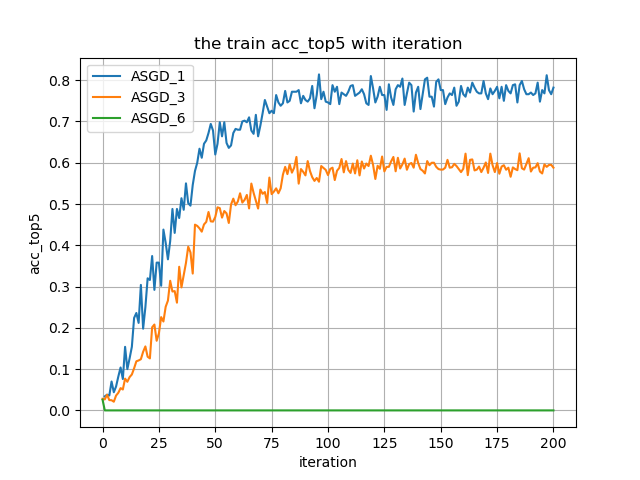 the train acc_top5 with iteration
ASGD_1
ASGD_3
ASGD_6
acc_top5
0.8
0.7
0.6
0.5
0.4
0.3
0.2
0.1
0.0
0 25 50 75 100 125 150 175 200
iteration